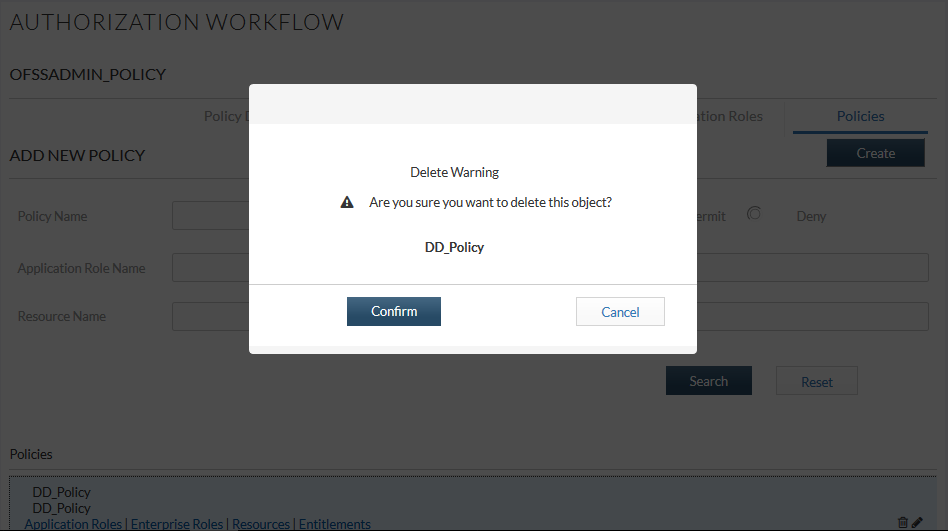 AUTHORIZATION WORKFLOW
OFSSADMIN_POLICY
Policy
ation Roles
Policies
ADD NEW POLICY
Create
Delete Warning
Are you sure you want to delete this object?
DD_Policy
Confirm
Cancel
Policy Name
ermit
Deny
Application Role Name
Resource Name
Search
Reset
Policies
DD_Policy
DD_Policy
Application Roles | Enterprise Roles | Resources | Entitlements